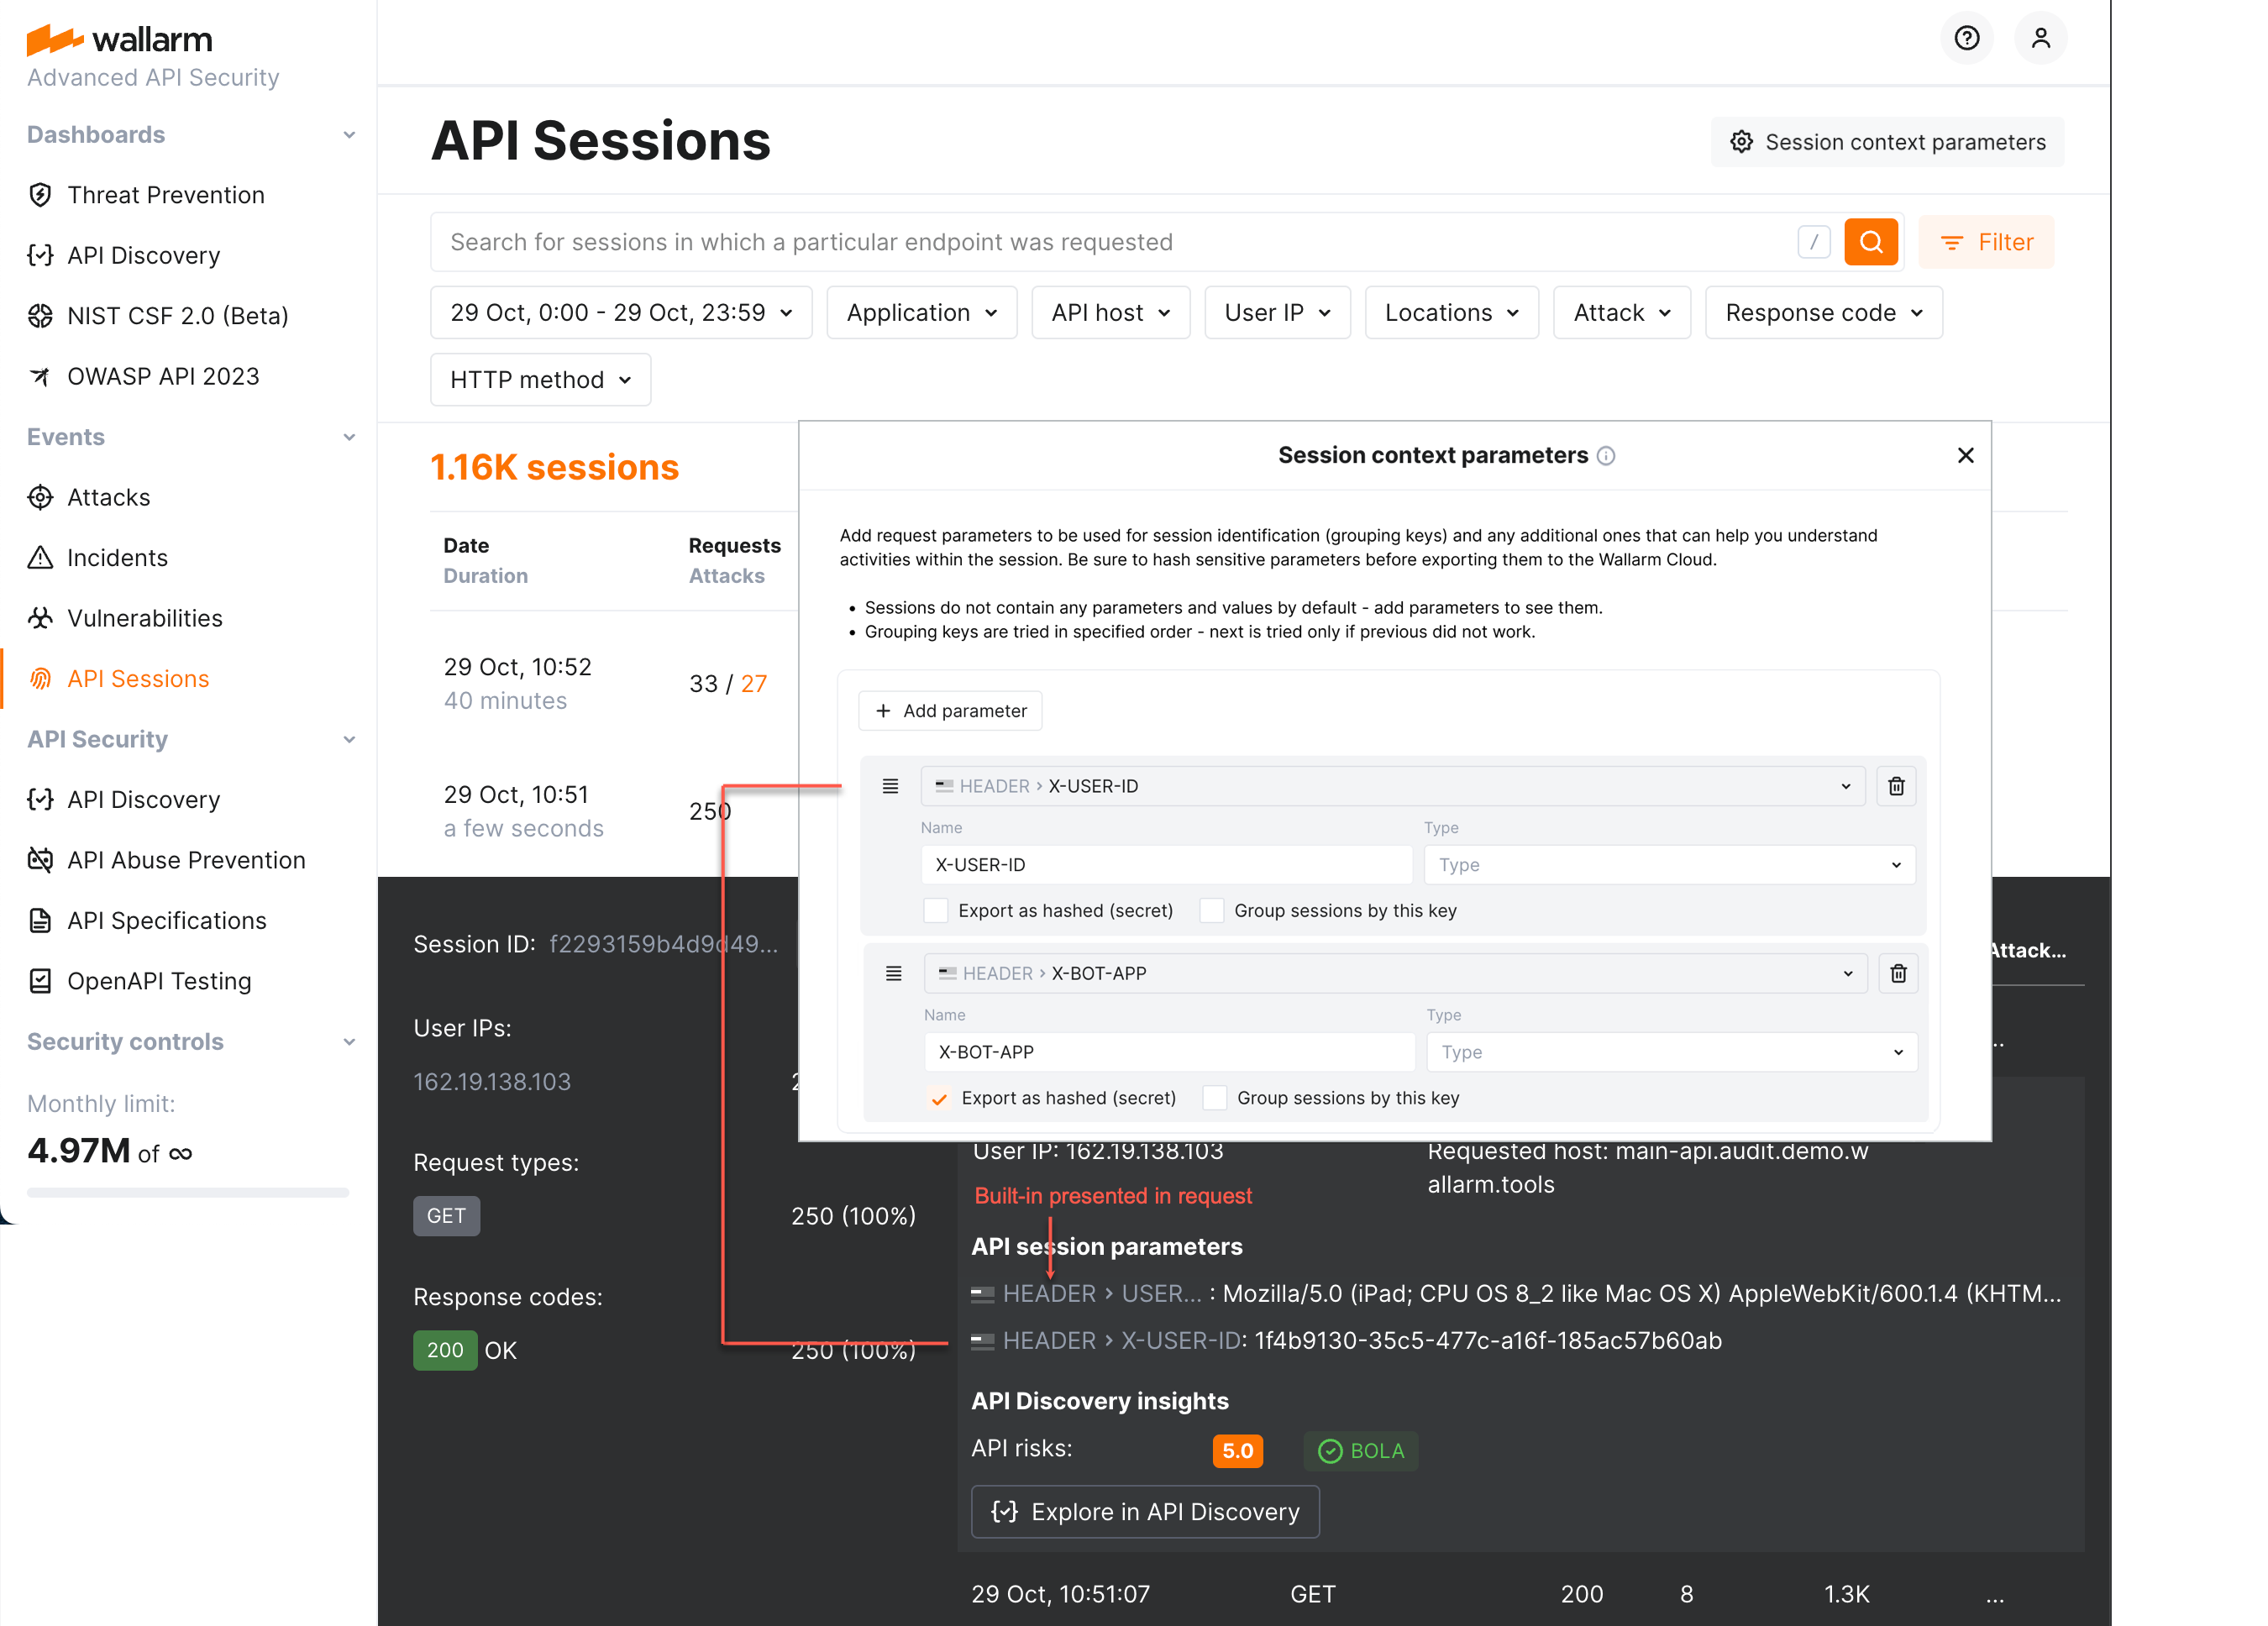 wallarm
Advanced API Security
Dashboards
Threat Prevention
API Discovery
NIST CSF 2.0 (Beta)
OWASP API 2023
Events
Attacks
Incidents
Vulnerabilities
API Sessions
API Security
API Discovery
API Abuse Prevention
API Specifications
OpenAPI Testing
Security controls
Monthly limit:
4.97M of ∞
API Sessions
Session context parameters
Search for sessions in which a particular endpoint was requested
/
Filter
29 Oct, 0:00 - 29 Oct, 23:59
Application
API host
User IP
Locations
Attack
Response code
HTTP method
1.16K sessions
Date
Duration
Requests
Attacks
29 Oct, 10:52
40 minutes
33 / 27
29 Oct, 10:51
a few seconds
250
Session context parameters
Add request parameters to be used for session identification (grouping keys) and any additional ones that can help you understand
activities within the session. Be sure to hash sensitive parameters before exporting them to the Wallarm Cloud.
• Sessions do not contain any parameters and values by default - add parameters to see them.
• Grouping keys are tried in specified order - next is tried only if previous did not work.
+ Add parameter
HEADER › X-USER-ID
Name
Type
X-USER-ID
Type
Export as hashed (secret)
Group sessions by this key
HEADER › X-BOT-APP
Name
Type
X-BOT-APP
Type
Export as hashed (secret)
Group sessions by this key
Session ID: f2293159b4d9d49...
Attack...
User IPs:
162.19.138.103
Request types:
GET
250 (100%)
Response codes:
200 OK
250 (100%)
User IP: 162.19.138.103
Requested host: main-api.audit.demo.w
allarm.tools
Built-in presented in request
API session parameters
HEADER › USER... : Mozilla/5.0 (iPad; CPU OS 8_2 like Mac OS X) AppleWebKit/600.1.4 (KHTM...
HEADER › X-USER-ID: 1f4b9130-35c5-477c-a16f-185ac57b60ab
API Discovery insights
API risks:
5.0
BOLA
Explore in API Discovery
29 Oct, 10:51:07
GET
200
8
1.3K
...